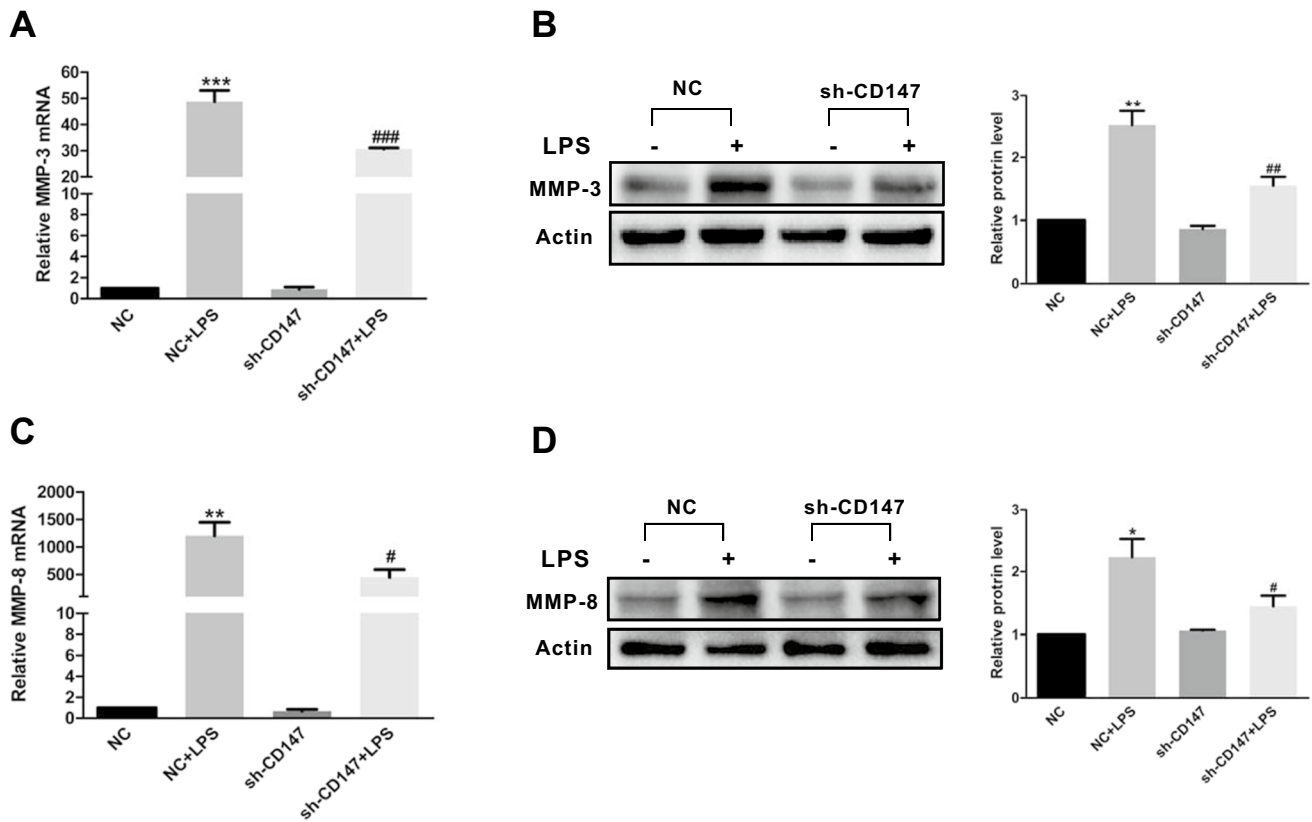 A
Relative MMP-3 mRNA
60
50
40
30
20
10
8
6
4
2
0
***
###
NC
NC+LPS
sh-CD147
sh-CD147+LPS
B
NC sh-CD147
LPS - + - +
MMP-3
Actin
Relative protrin level
3
2
1
0
**
##
NC
NC+LPS
sh-CD147
sh-CD147+LPS
C
Relative MMP-8 mRNA
2000
1500
1000
500
10
8
6
4
2
0
**
#
NC
NC+LPS
sh-CD147
sh-CD147+LPS
D
NC sh-CD147
LPS - + - +
MMP-8
Actin
Relative protrin level
3
2
1
0
*
#
NC
NC+LPS
sh-CD147
sh-CD147+LPS